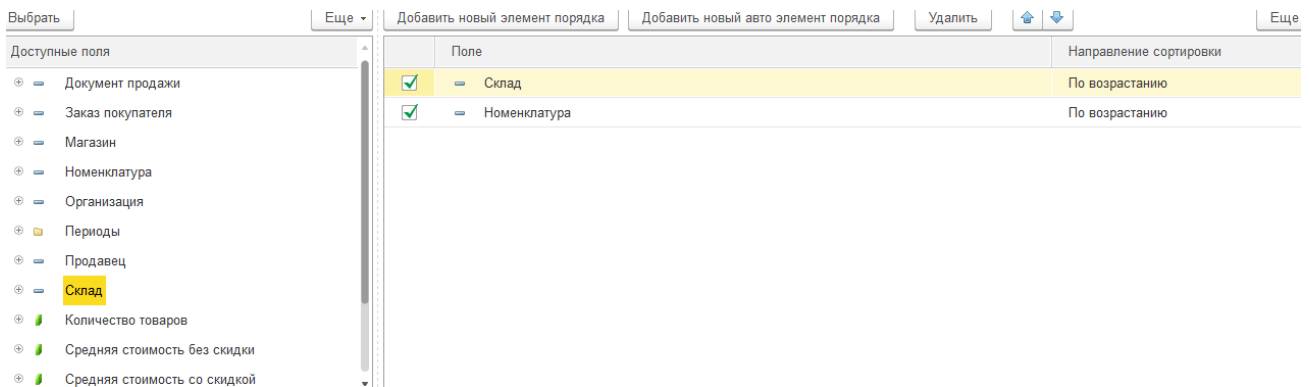 Выбрать Еще Добавить новый элемент порядка Добавить новый авто элемент порядка Удалить Еще
Доступные поля Поле Направление сортировки
Документ продажи Склад По возрастанию
Заказ покупателя Номенклатура По возрастанию
Магазин
Номенклатура
Организация
Периоды
Продавец
Склад
Количество товаров
Средняя стоимость без скидки
Средняя стоимость со скидкой